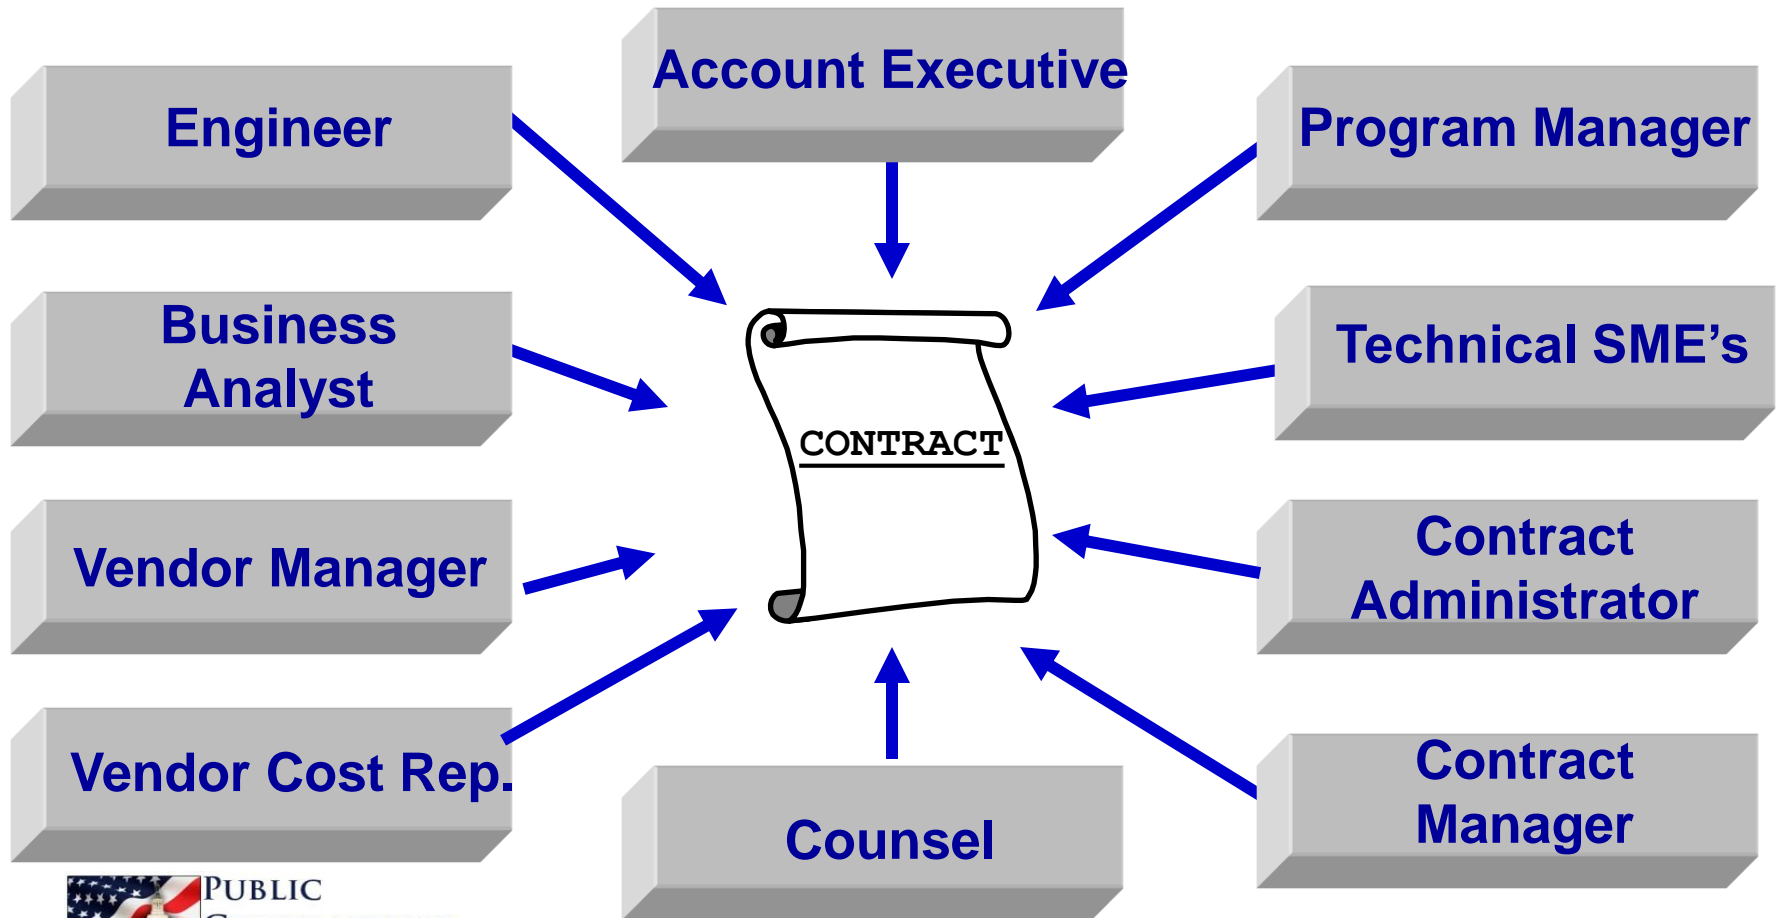 Account Executive
Engineer
Program Manager
Business
Analyst
Technical SME’s
CONTRACT
Vendor Manager
Contract
Administrator
Vendor Cost Rep.
Contract
Manager
Counsel
PUBLIC